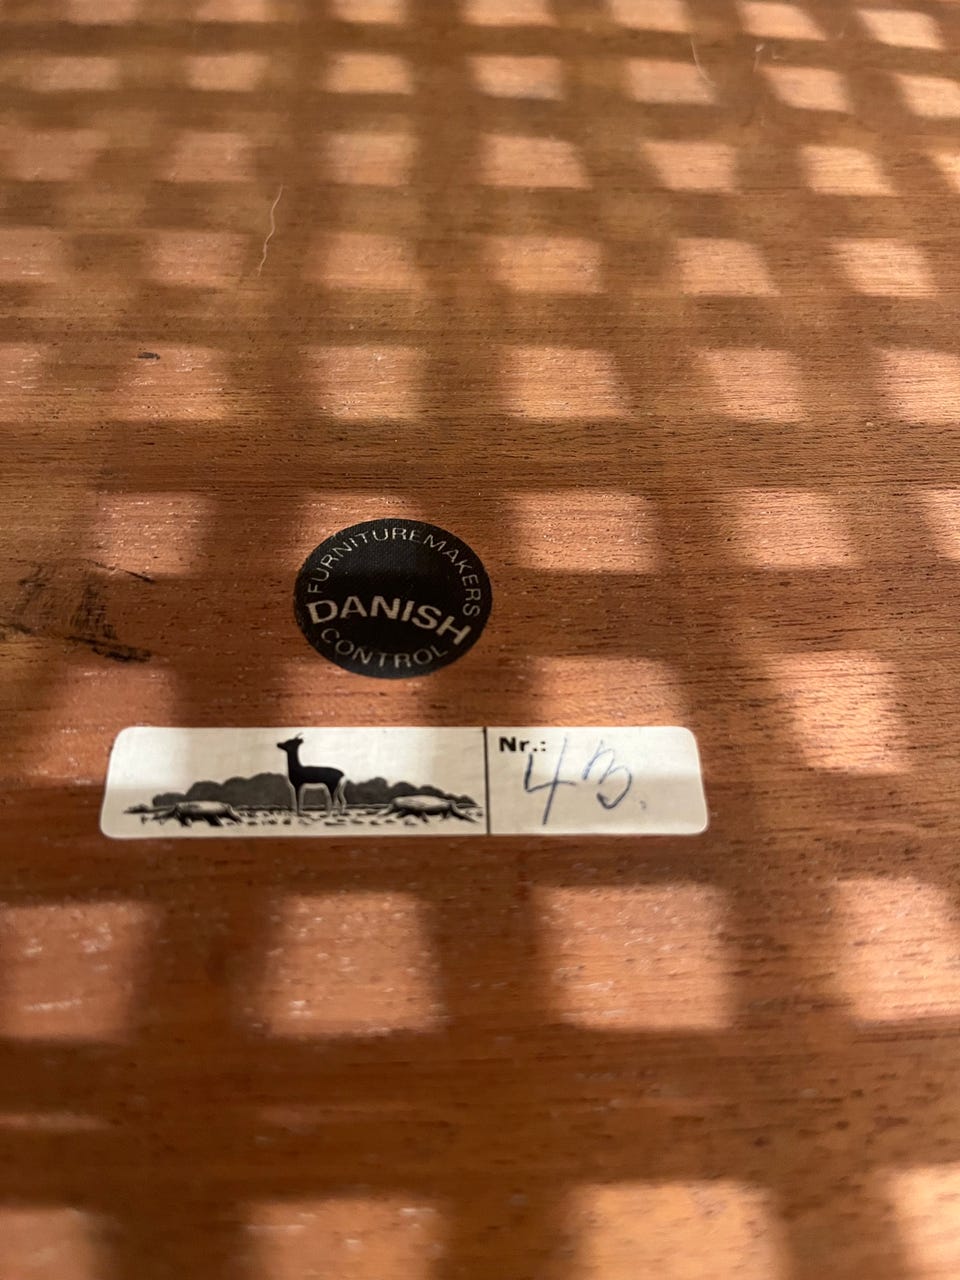 FURNITUREMAKERS
DANISH
CONTROL
Nr.: 43.